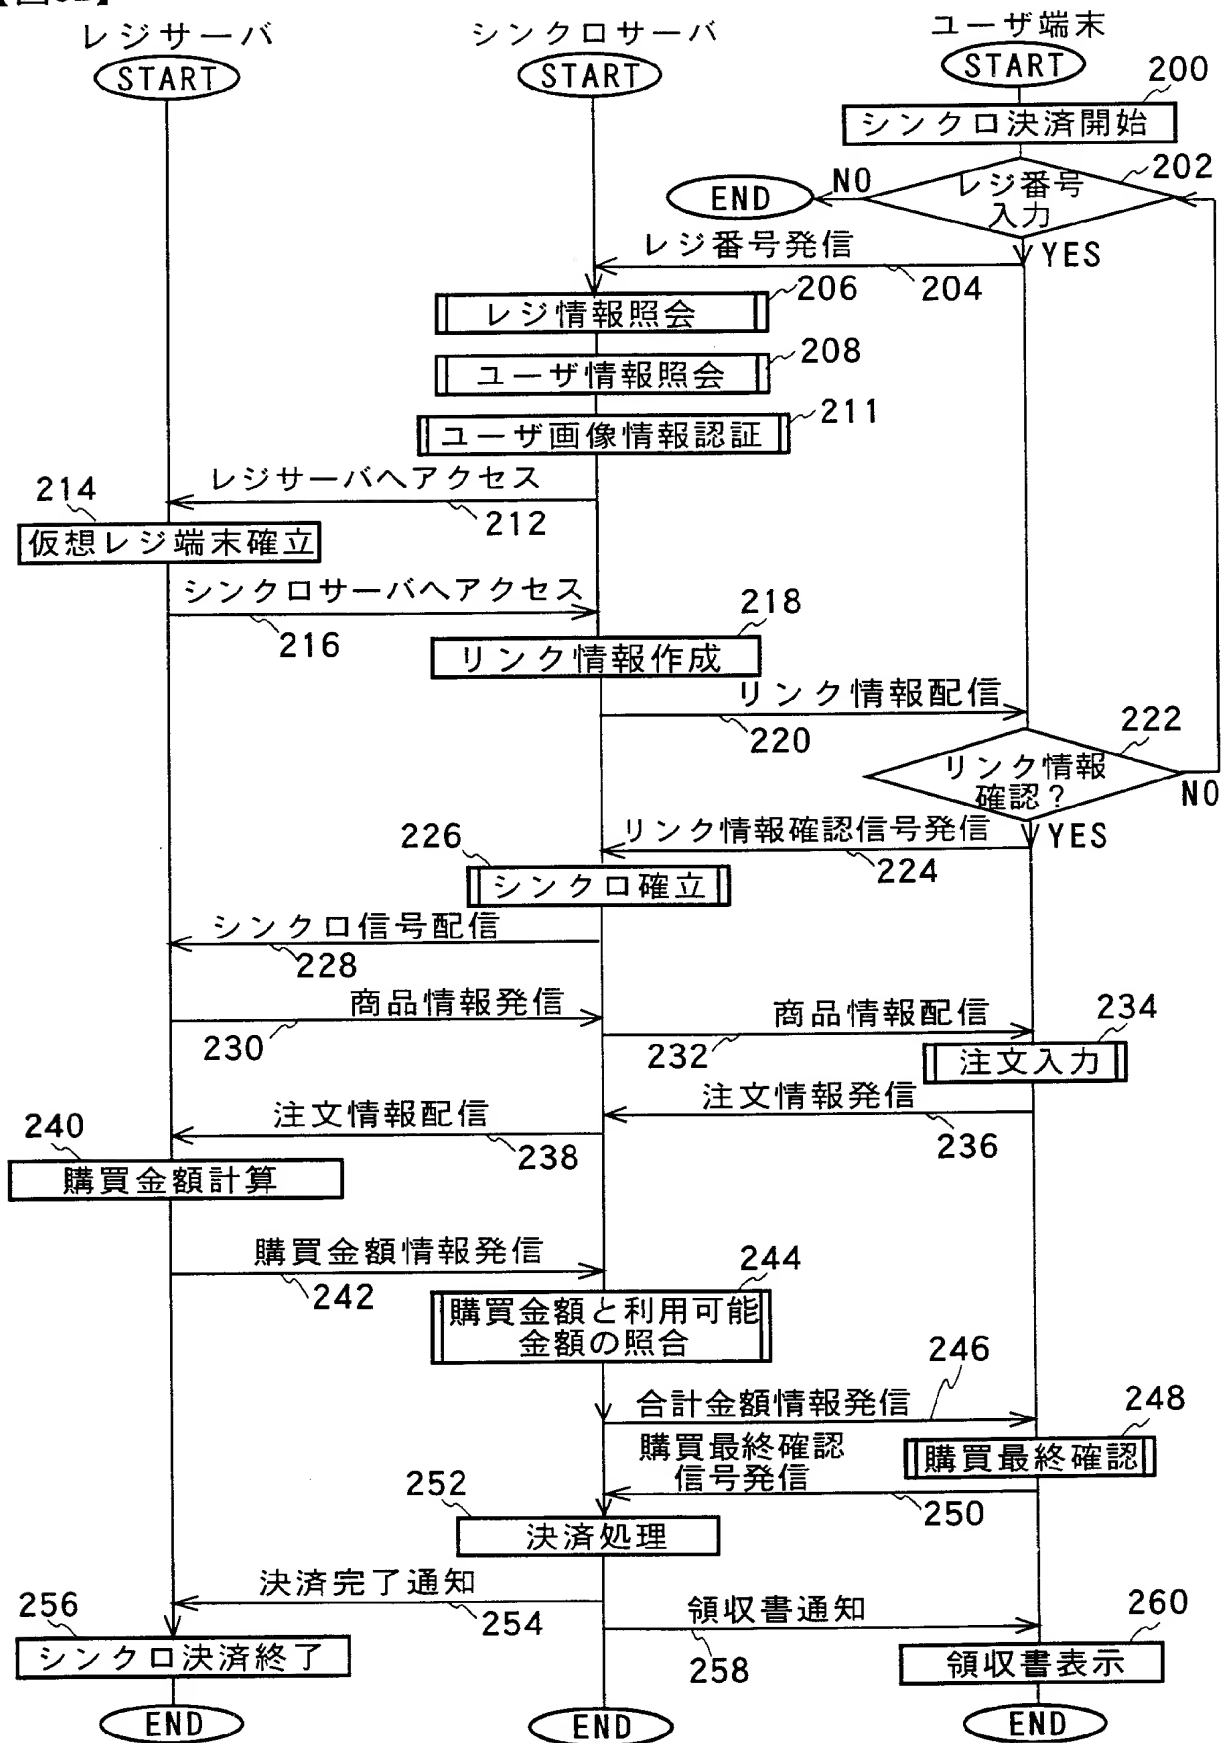 レジサーバ
シンクロサーバ
ユーザ端末
START
START
START
200
シンクロ決済開始
202
レジ番号
入力
NO
END
YES
レジ番号発信
204
206
レジ情報照会
208
ユーザ情報照会
211
ユーザ画像情報認証
レジサーバへアクセス
212
214
仮想レジ端末確立
シンクロサーバへアクセス
216
218
リンク情報作成
リンク情報配信
220
222
リンク情報
確認?
NO
YES
リンク情報確認信号発信
224
226
シンクロ確立
シンクロ信号配信
228
商品情報発信
230
商品情報配信
232
234
注文入力
注文情報発信
236
注文情報配信
238
240
購買金額計算
購買金額情報発信
242
244
購買金額と利用可能
金額の照合
246
合計金額情報発信
248
購買最終確認
購買最終確認
信号発信
250
252
決済処理
決済完了通知
254
256
シンクロ決済終了
領収書通知
258
260
領収書表示
END
END
END